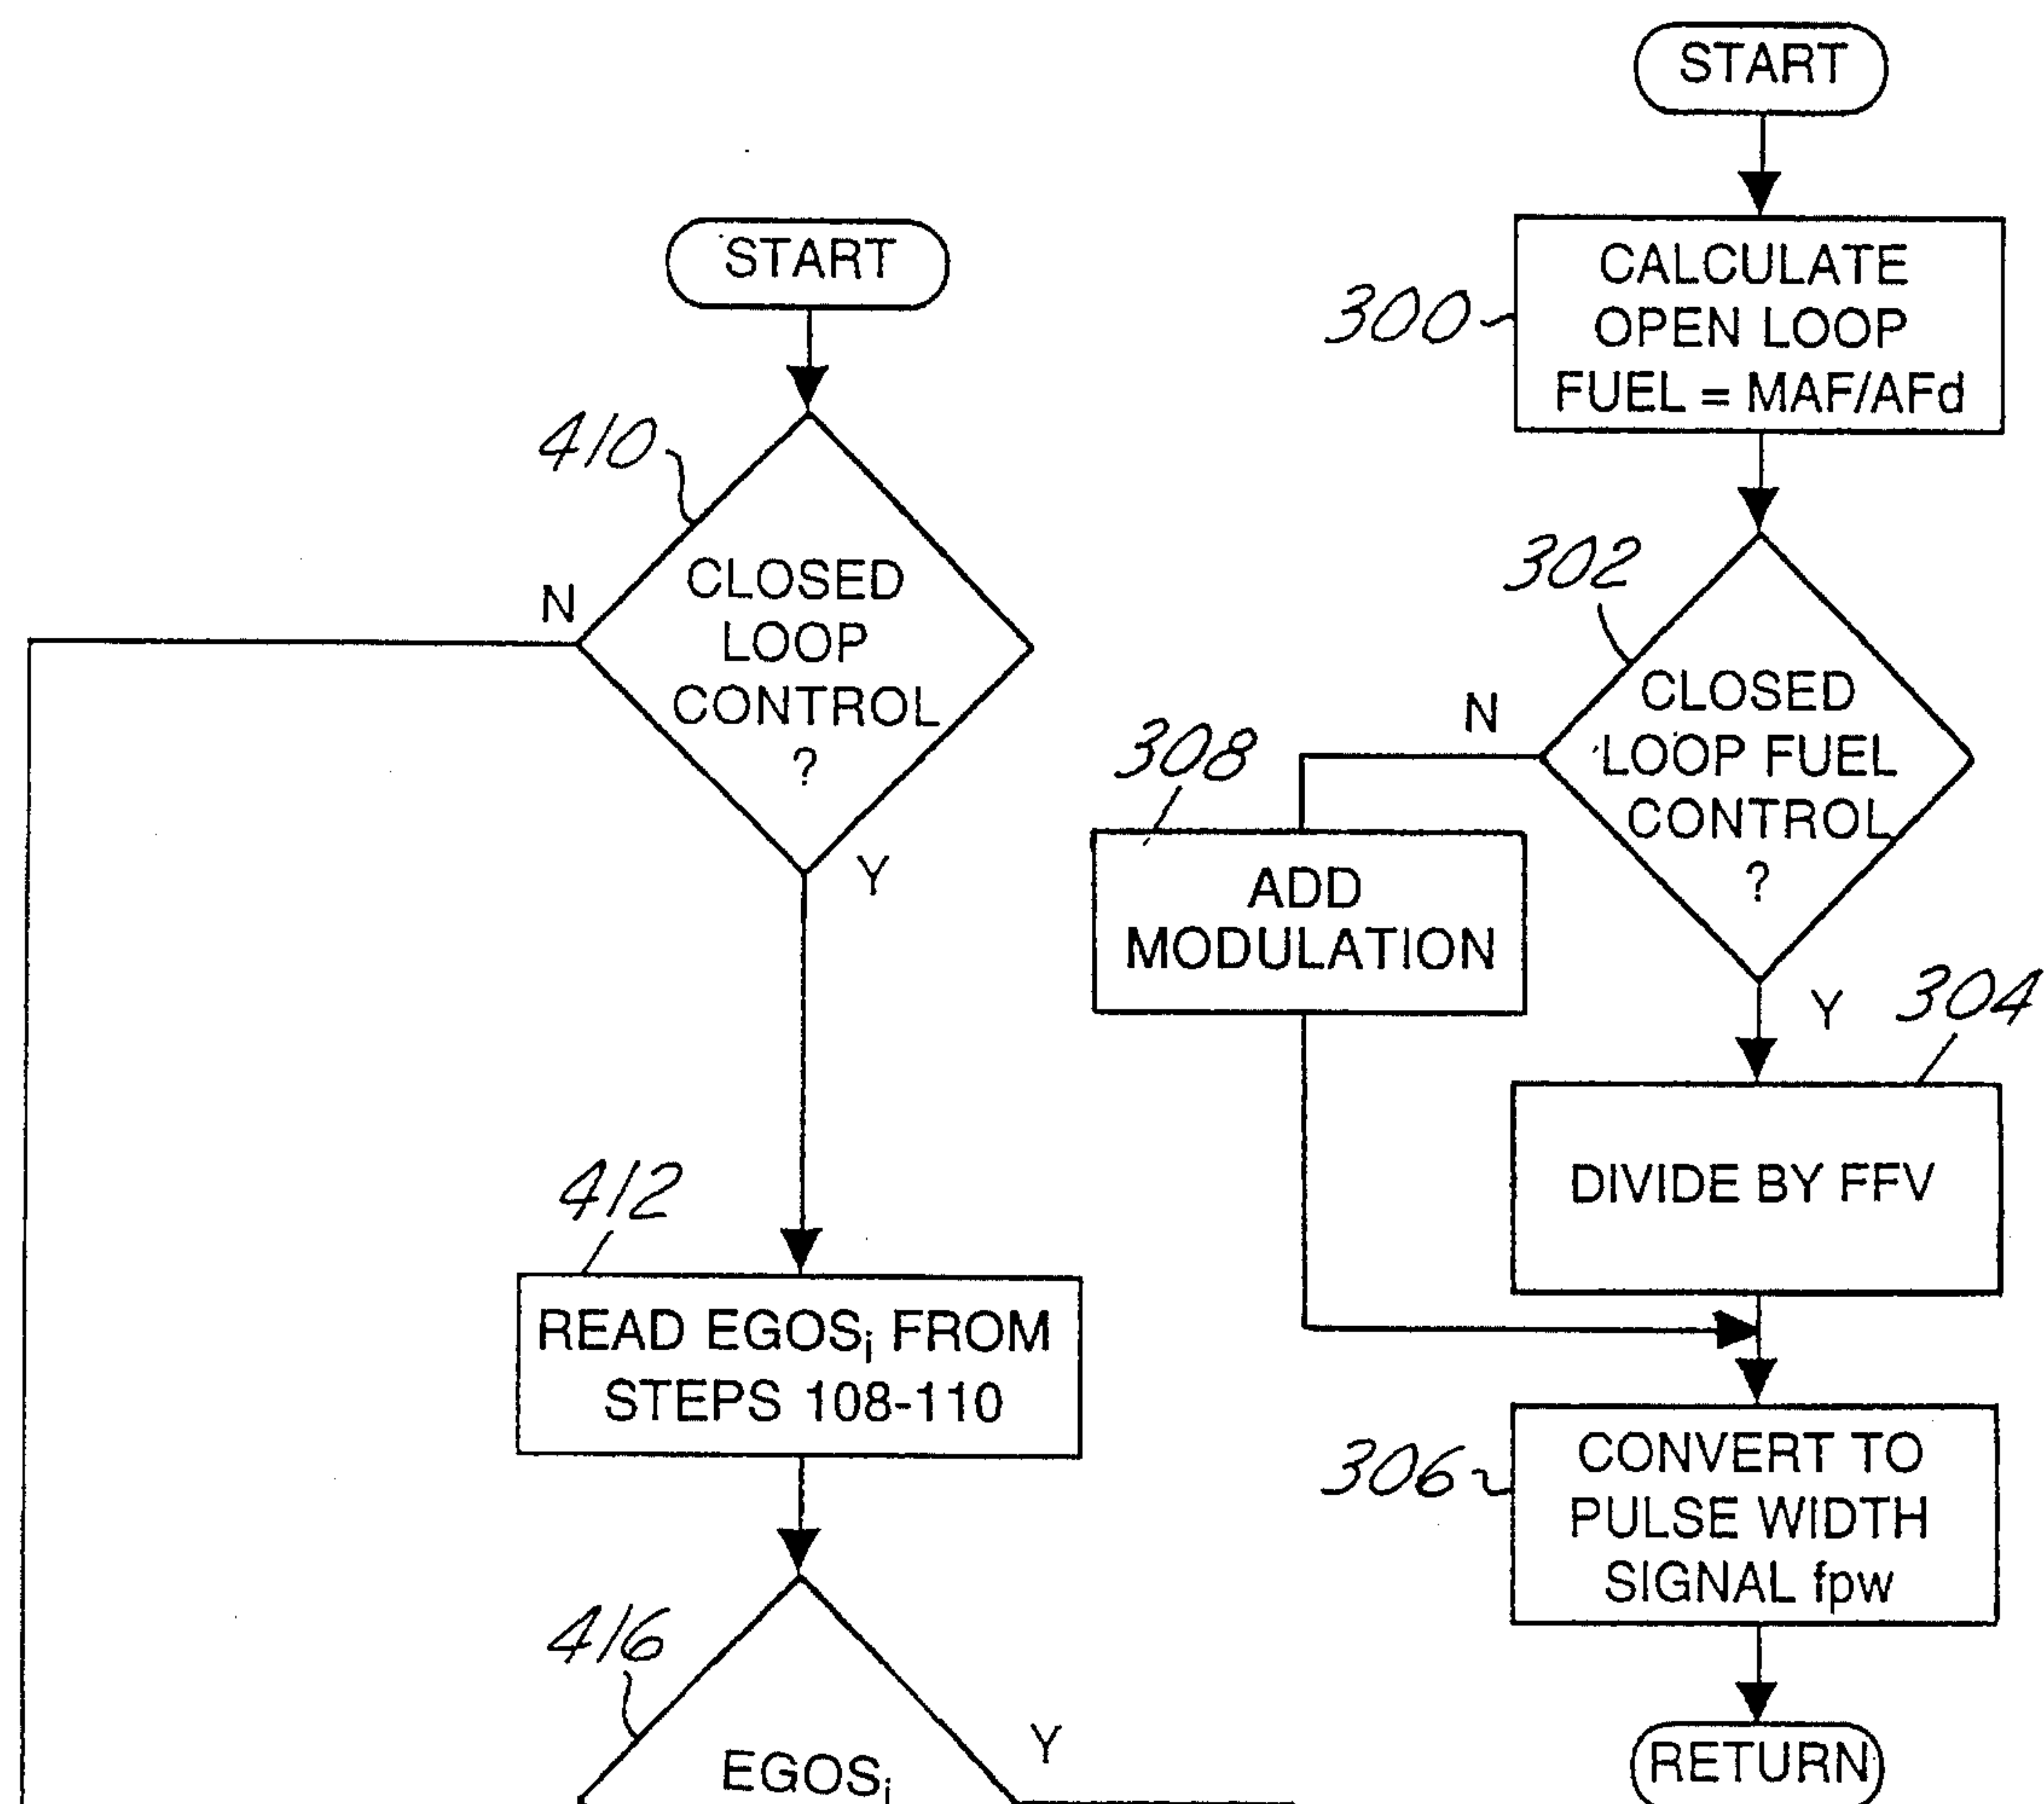 START
410
CLOSED
LOOP
CONTROL
?
N
Y
412
READ EGOSi FROM
STEPS 108-110
416
EGOSi
Y
START
300
CALCULATE
OPEN LOOP
FUEL = MAF/AFd
302
CLOSED
LOOP FUEL
CONTROL
?
N
308
ADD
MODULATION
Y
304
DIVIDE BY FFV
306
CONVERT TO
PULSE WIDTH
SIGNAL fpw
RETURN